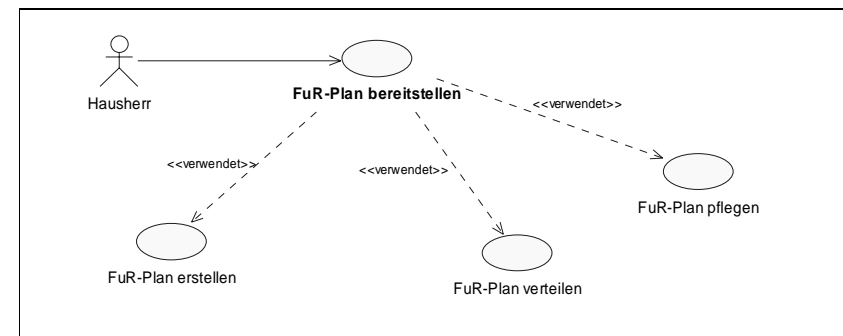 Hausherr
FuR-Plan bereitstellen
<<verwendet>>
<<verwendet>>
<<verwendet>>
FuR-Plan pflegen
FuR-Plan erstellen
FuR-Plan verteilen